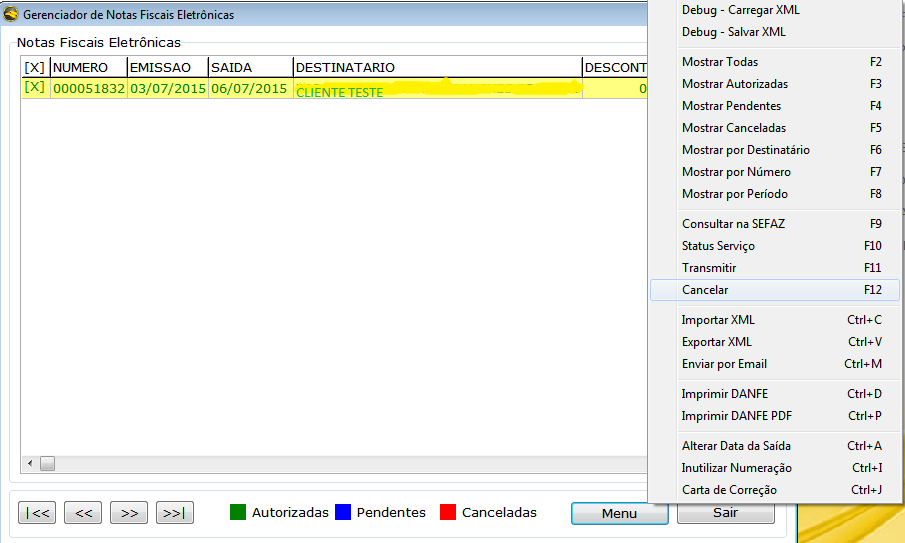 Gerenciador de Notas Fiscais Eletrônicas
Notas Fiscais Eletrônicas
[X] NUMERO EMISSAO SAIDA DESTINATARIO DESCONT
[X] 000051832 03/07/2015 06/07/2015 CLIENTE TESTE 0
Debug - Carregar XML
Debug - Salvar XML
Mostrar Todas F2
Mostrar Autorizadas F3
Mostrar Pendentes F4
Mostrar Canceladas F5
Mostrar por Destinatário F6
Mostrar por Número F7
Mostrar por Período F8
Consultar na SEFAZ F9
Status Serviço F10
Transmitir F11
Cancelar F12
Importar XML Ctrl+C
Exportar XML Ctrl+V
Enviar por Email Ctrl+M
Imprimir DANFE Ctrl+D
Imprimir DANFE PDF Ctrl+P
Alterar Data da Saída Ctrl+A
Inutilizar Numeração Ctrl+I
Carta de Correção Ctrl+J
|<< << >> >>| Autorizadas Pendentes Canceladas Menu Sair